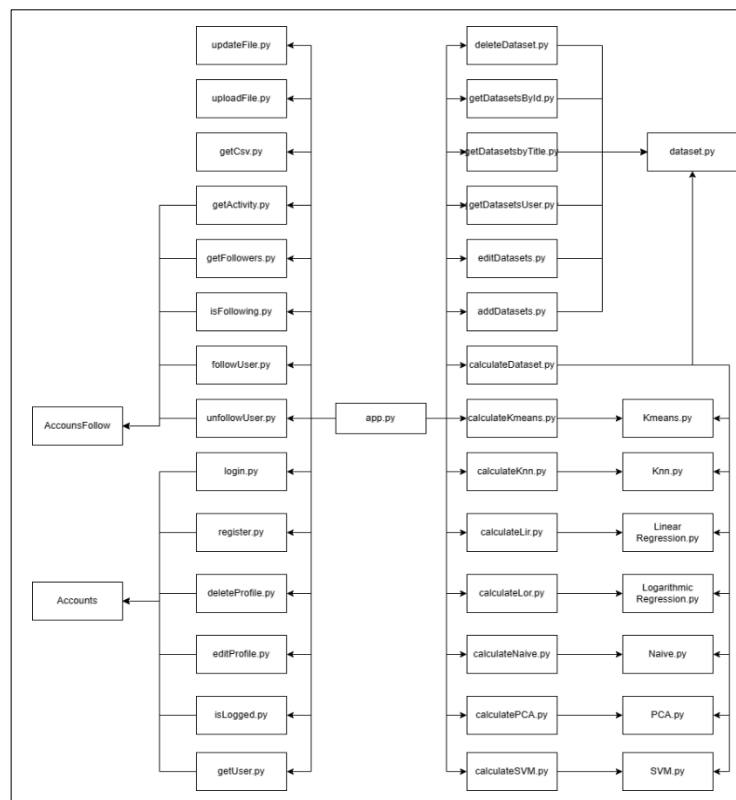 updateFile.py
deleteDataset.py
uploadFile.py
getDatasetsById.py
getCsv.py
getDatasetsbyTitle.py
dataset.py
getActivity.py
getDatasetsUser.py
getFollowers.py
editDatasets.py
isFollowing.py
addDatasets.py
followUser.py
calculateDataset.py
AccounsFollow
unfollowUser.py
app.py
calculateKmeans.py
Kmeans.py
login.py
calculateKnn.py
Knn.py
register.py
calculateLir.py
Linear
Regression.py
Accounts
deleteProfile.py
calculateLor.py
Logarithmic
Regression.py
editProfile.py
calculateNaive.py
Naive.py
isLogged.py
calculatePCA.py
PCA.py
getUser.py
calculateSVM.py
SVM.py